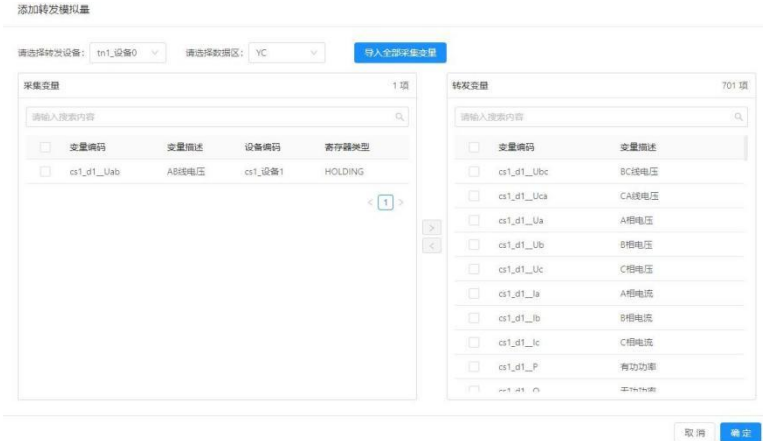 添加转发模拟量
请选择转发设备: tn1_设备0 请选择数据区: YC 导入全部采集变量
采集变量 1 项
请输入搜索内容
变量编码 变量描述 设备编码 寄存器类型
cs1_d1__Uab AB线电压 cs1_设备1 HOLDING
< 1 >
>
<
转发变量 701 项
请输入搜索内容
变量编码 变量描述
cs1_d1__Ubc BC线电压
cs1_d1__Uca CA线电压
cs1_d1__Ua A相电压
cs1_d1__Ub B相电压
cs1_d1__Uc C相电压
cs1_d1__Ia A相电流
cs1_d1__Ib B相电流
cs1_d1__Ic C相电流
cs1_d1__P 有功功率
cs1_d1__Q 无功功率
取消 确定